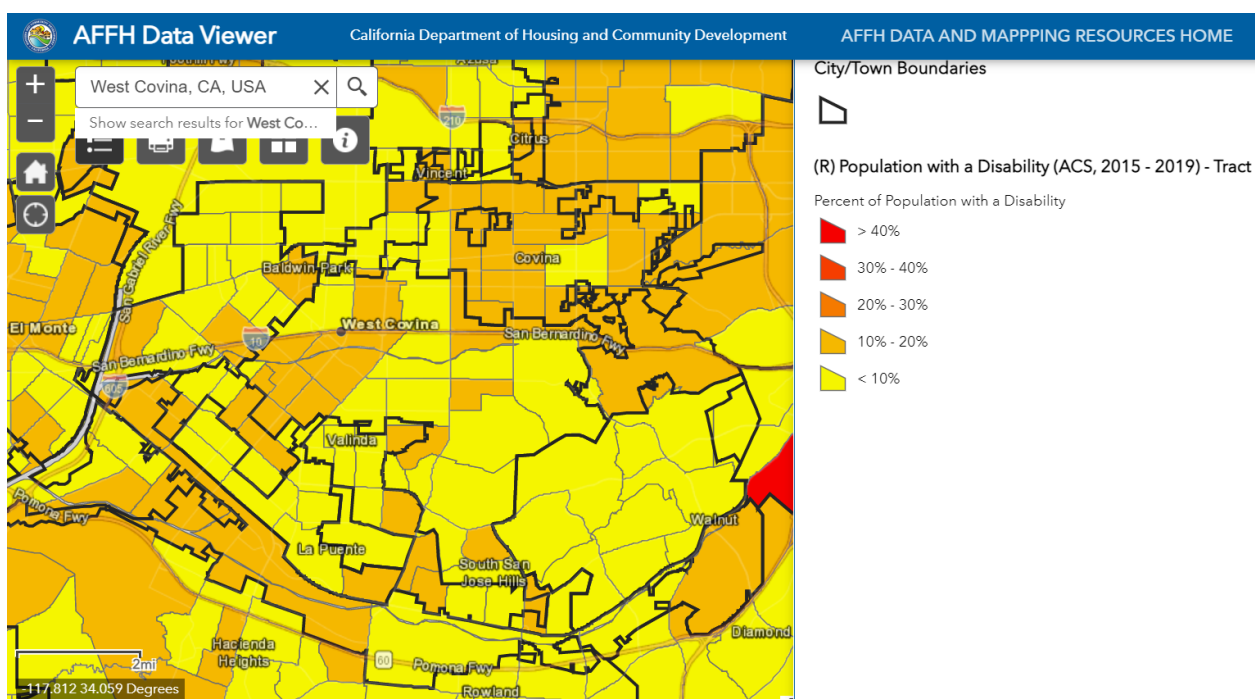 AFFH Data Viewer
California Department of Housing and Community Development
AFFH DATA AND MAPPPING RESOURCES HOME
+
−
West Covina, CA, USA
Show search results for West Co...
City/Town Boundaries
(R) Population with a Disability (ACS, 2015 - 2019) - Tract
Percent of Population with a Disability
> 40%
30% - 40%
20% - 30%
10% - 20%
< 10%
210
Citrus
Vincent
San Gabriel River Fwy
Baldwin Park
Covina
El Monte
West Covina
10
San Bernardino Fwy
San Bernardino Fwy
605
Valinda
Pomona Fwy
Walnut
La Puente
South San
Jose Hills
Hacienda
Heights
Diamond
60
Pomona Fwy
Rowland
2mi
-117.812 34.059 Degrees